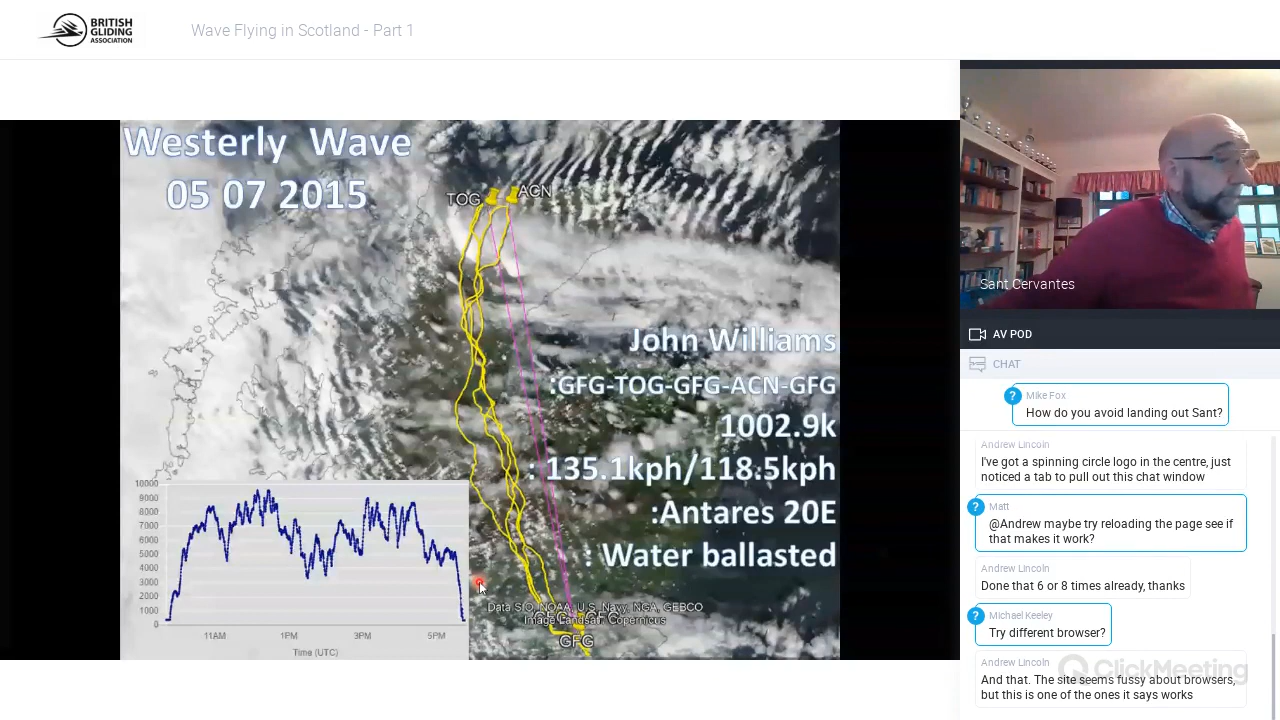 BRITISH
GLIDING
ASSOCIATION
Wave Flying in Scotland - Part 1
Westerly Wave
05 07 2015
TOG
ACN
John Williams
:GFG-TOG-GFG-ACN-GFG
1002.9k
: 135.1kph/118.5kph
:Antares 20E
: Water ballasted
10000
9000
8000
7000
6000
5000
4000
3000
2000
1000
0
11AM
1PM
3PM
5PM
Time (UTC)
Data SIO, NOAA, U.S. Navy, NGA, GEBCO
Image Landsat / Copernicus
GFG
Sant Cervantes
AV POD
CHAT
?
Mike Fox
How do you avoid landing out Sant?
Andrew Lincoln
I've got a spinning circle logo in the centre, just
noticed a tab to pull out this chat window
?
Matt
@Andrew maybe try reloading the page see if
that makes it work?
Andrew Lincoln
Done that 6 or 8 times already, thanks
?
Michael Keeley
Try different browser?
Andrew Lincoln
And that. The site seems fussy about browsers,
but this is one of the ones it says works
ClickMeeting